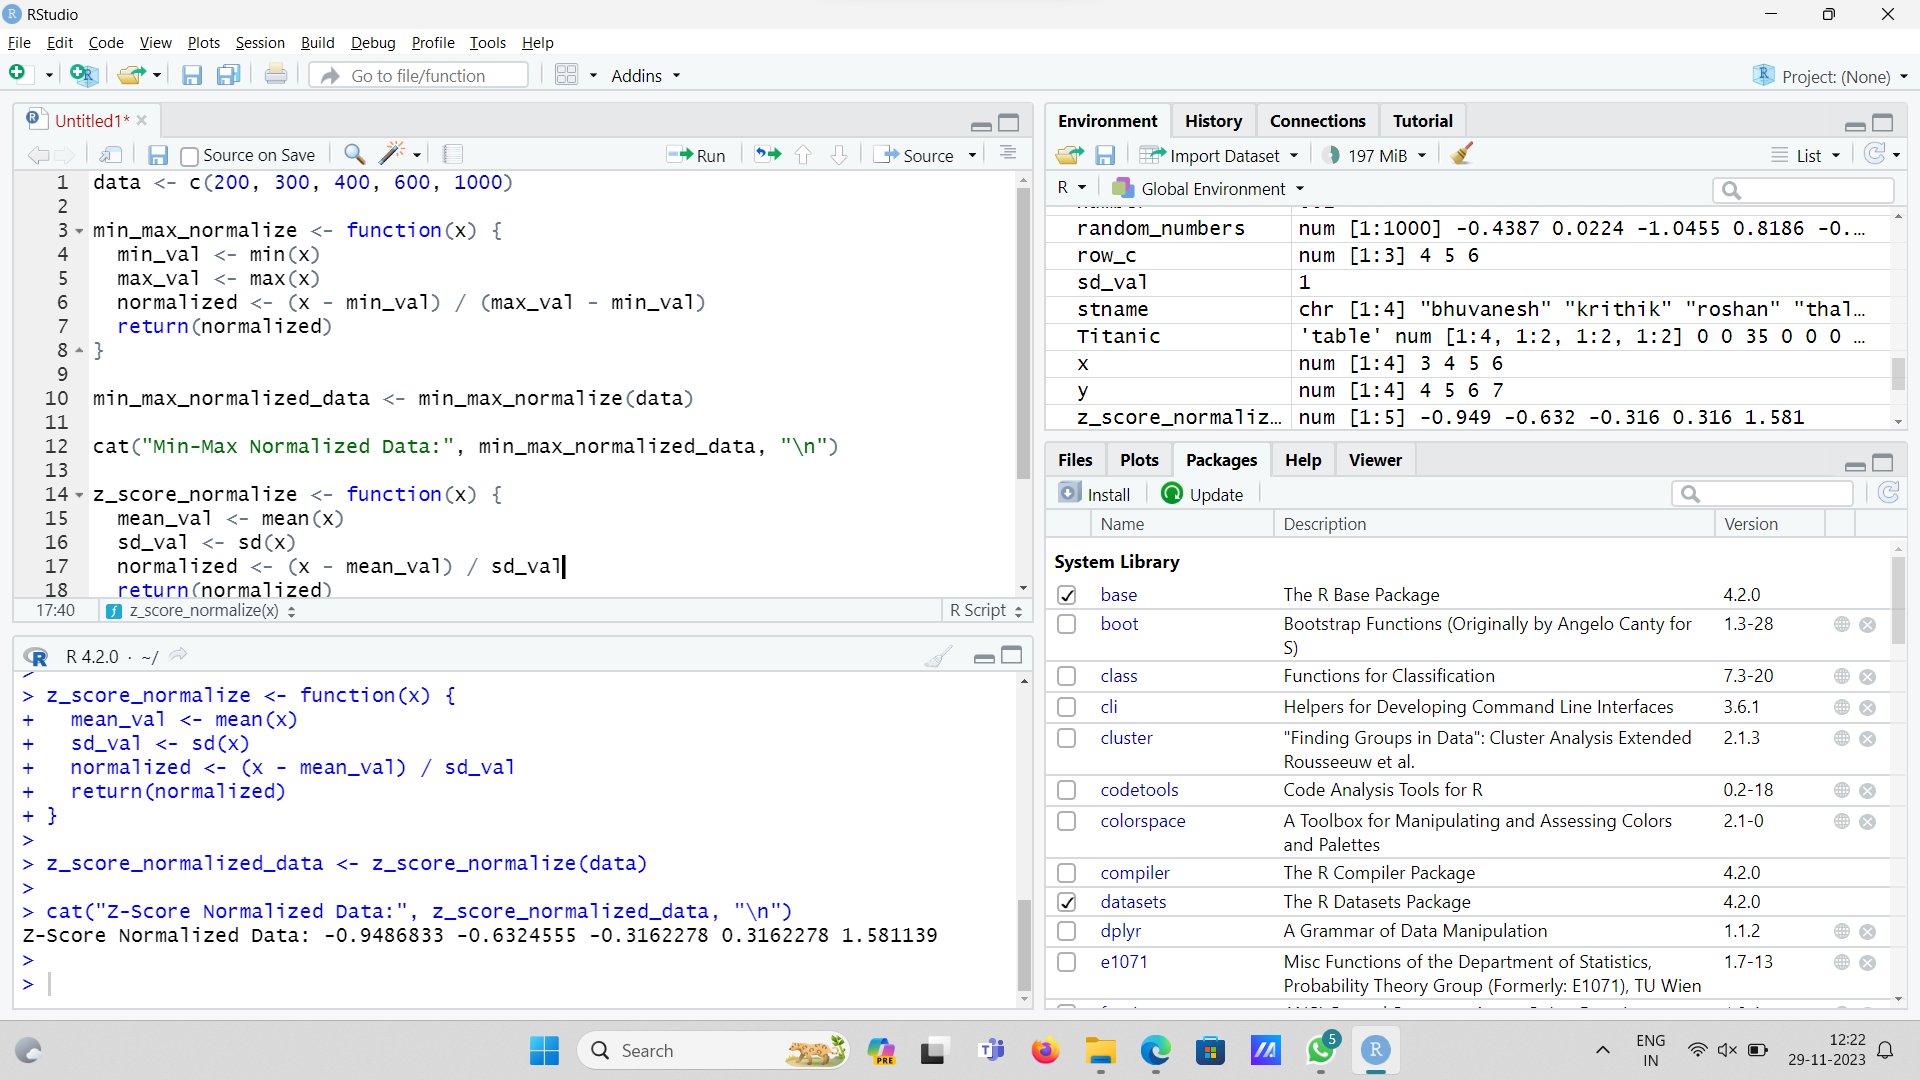 RStudio
File Edit Code View Plots Session Build Debug Profile Tools Help
Go to file/function Addins Project: (None)
Untitled1*
Source on Save Run Source
1 data <- c(200, 300, 400, 600, 1000)
2
3 min_max_normalize <- function(x) {
4 min_val <- min(x)
5 max_val <- max(x)
6 normalized <- (x - min_val) / (max_val - min_val)
7 return(normalized)
8 }
9
10 min_max_normalized_data <- min_max_normalize(data)
11
12 cat("Min-Max Normalized Data:", min_max_normalized_data, "\n")
13
14 z_score_normalize <- function(x) {
15 mean_val <- mean(x)
16 sd_val <- sd(x)
17 normalized <- (x - mean_val) / sd_val
18 return(normalized)
17:40 z_score_normalize(x) R Script
R 4.2.0 · ~/
>
> z_score_normalize <- function(x) {
+ mean_val <- mean(x)
+ sd_val <- sd(x)
+ normalized <- (x - mean_val) / sd_val
+ return(normalized)
+ }
>
> z_score_normalized_data <- z_score_normalize(data)
>
> cat("Z-Score Normalized Data:", z_score_normalized_data, "\n")
Z-Score Normalized Data: -0.9486833 -0.6324555 -0.3162278 0.3162278 1.581139
>
>
Environment History Connections Tutorial
Import Dataset 197 MiB List
R Global Environment
random_numbers num [1:1000] -0.4387 0.0224 -1.0455 0.8186 -0.…
row_c num [1:3] 4 5 6
sd_val 1
stname chr [1:4] "bhuvanesh" "krithik" "roshan" "thal…
Titanic 'table' num [1:4, 1:2, 1:2, 1:2] 0 0 35 0 0 0 …
x num [1:4] 3 4 5 6
y num [1:4] 4 5 6 7
z_score_normaliz… num [1:5] -0.949 -0.632 -0.316 0.316 1.581
Files Plots Packages Help Viewer
Install Update
Name Description Version
System Library
base The R Base Package 4.2.0
boot Bootstrap Functions (Originally by Angelo Canty for 1.3-28
S)
class Functions for Classification 7.3-20
cli Helpers for Developing Command Line Interfaces 3.6.1
cluster "Finding Groups in Data": Cluster Analysis Extended 2.1.3
Rousseeuw et al.
codetools Code Analysis Tools for R 0.2-18
colorspace A Toolbox for Manipulating and Assessing Colors 2.1-0
and Palettes
compiler The R Compiler Package 4.2.0
datasets The R Datasets Package 4.2.0
dplyr A Grammar of Data Manipulation 1.1.2
e1071 Misc Functions of the Department of Statistics, 1.7-13
Probability Theory Group (Formerly: E1071), TU Wien
Search PRE 5 R ENG 12:22
IN 29-11-2023